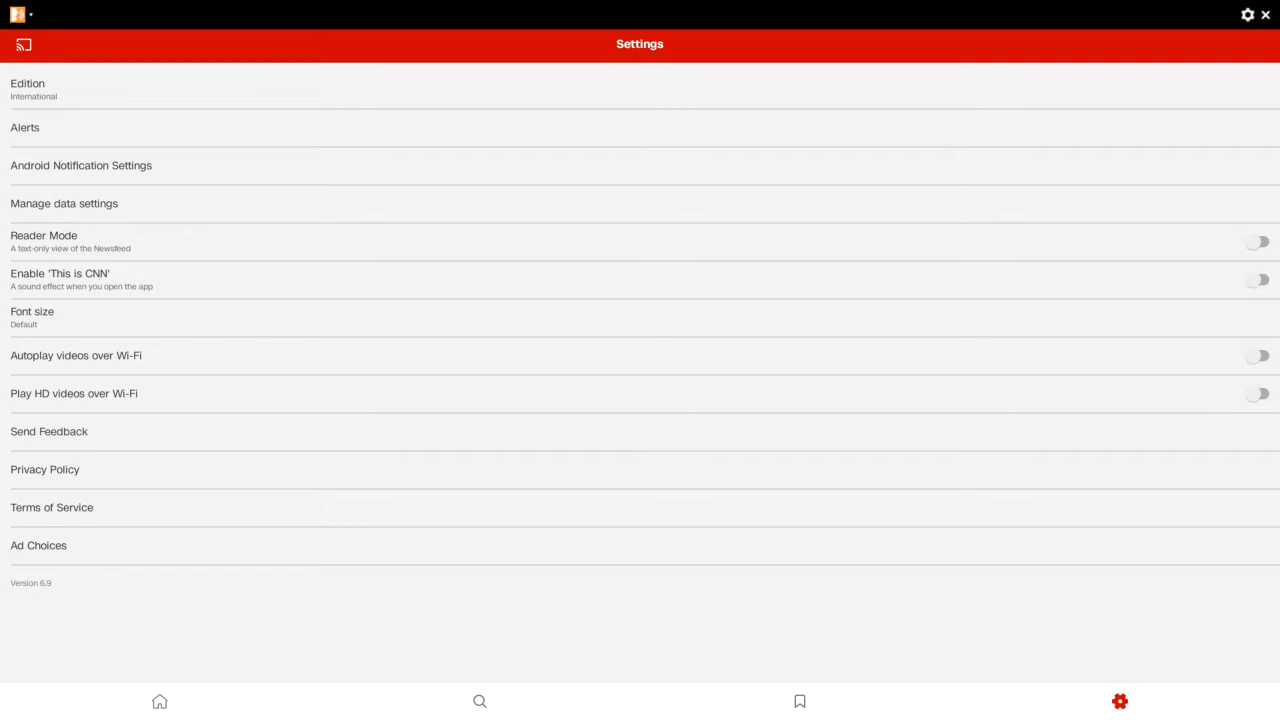 Settings
Edition
International
Alerts
Android Notification Settings
Manage data settings
Reader Mode
A text-only view of the Newsfeed
Enable 'This is CNN'
A sound effect when you open the app
Font size
Default
Autoplay videos over Wi-Fi
Play HD videos over Wi-Fi
Send Feedback
Privacy Policy
Terms of Service
Ad Choices
Version 6.9